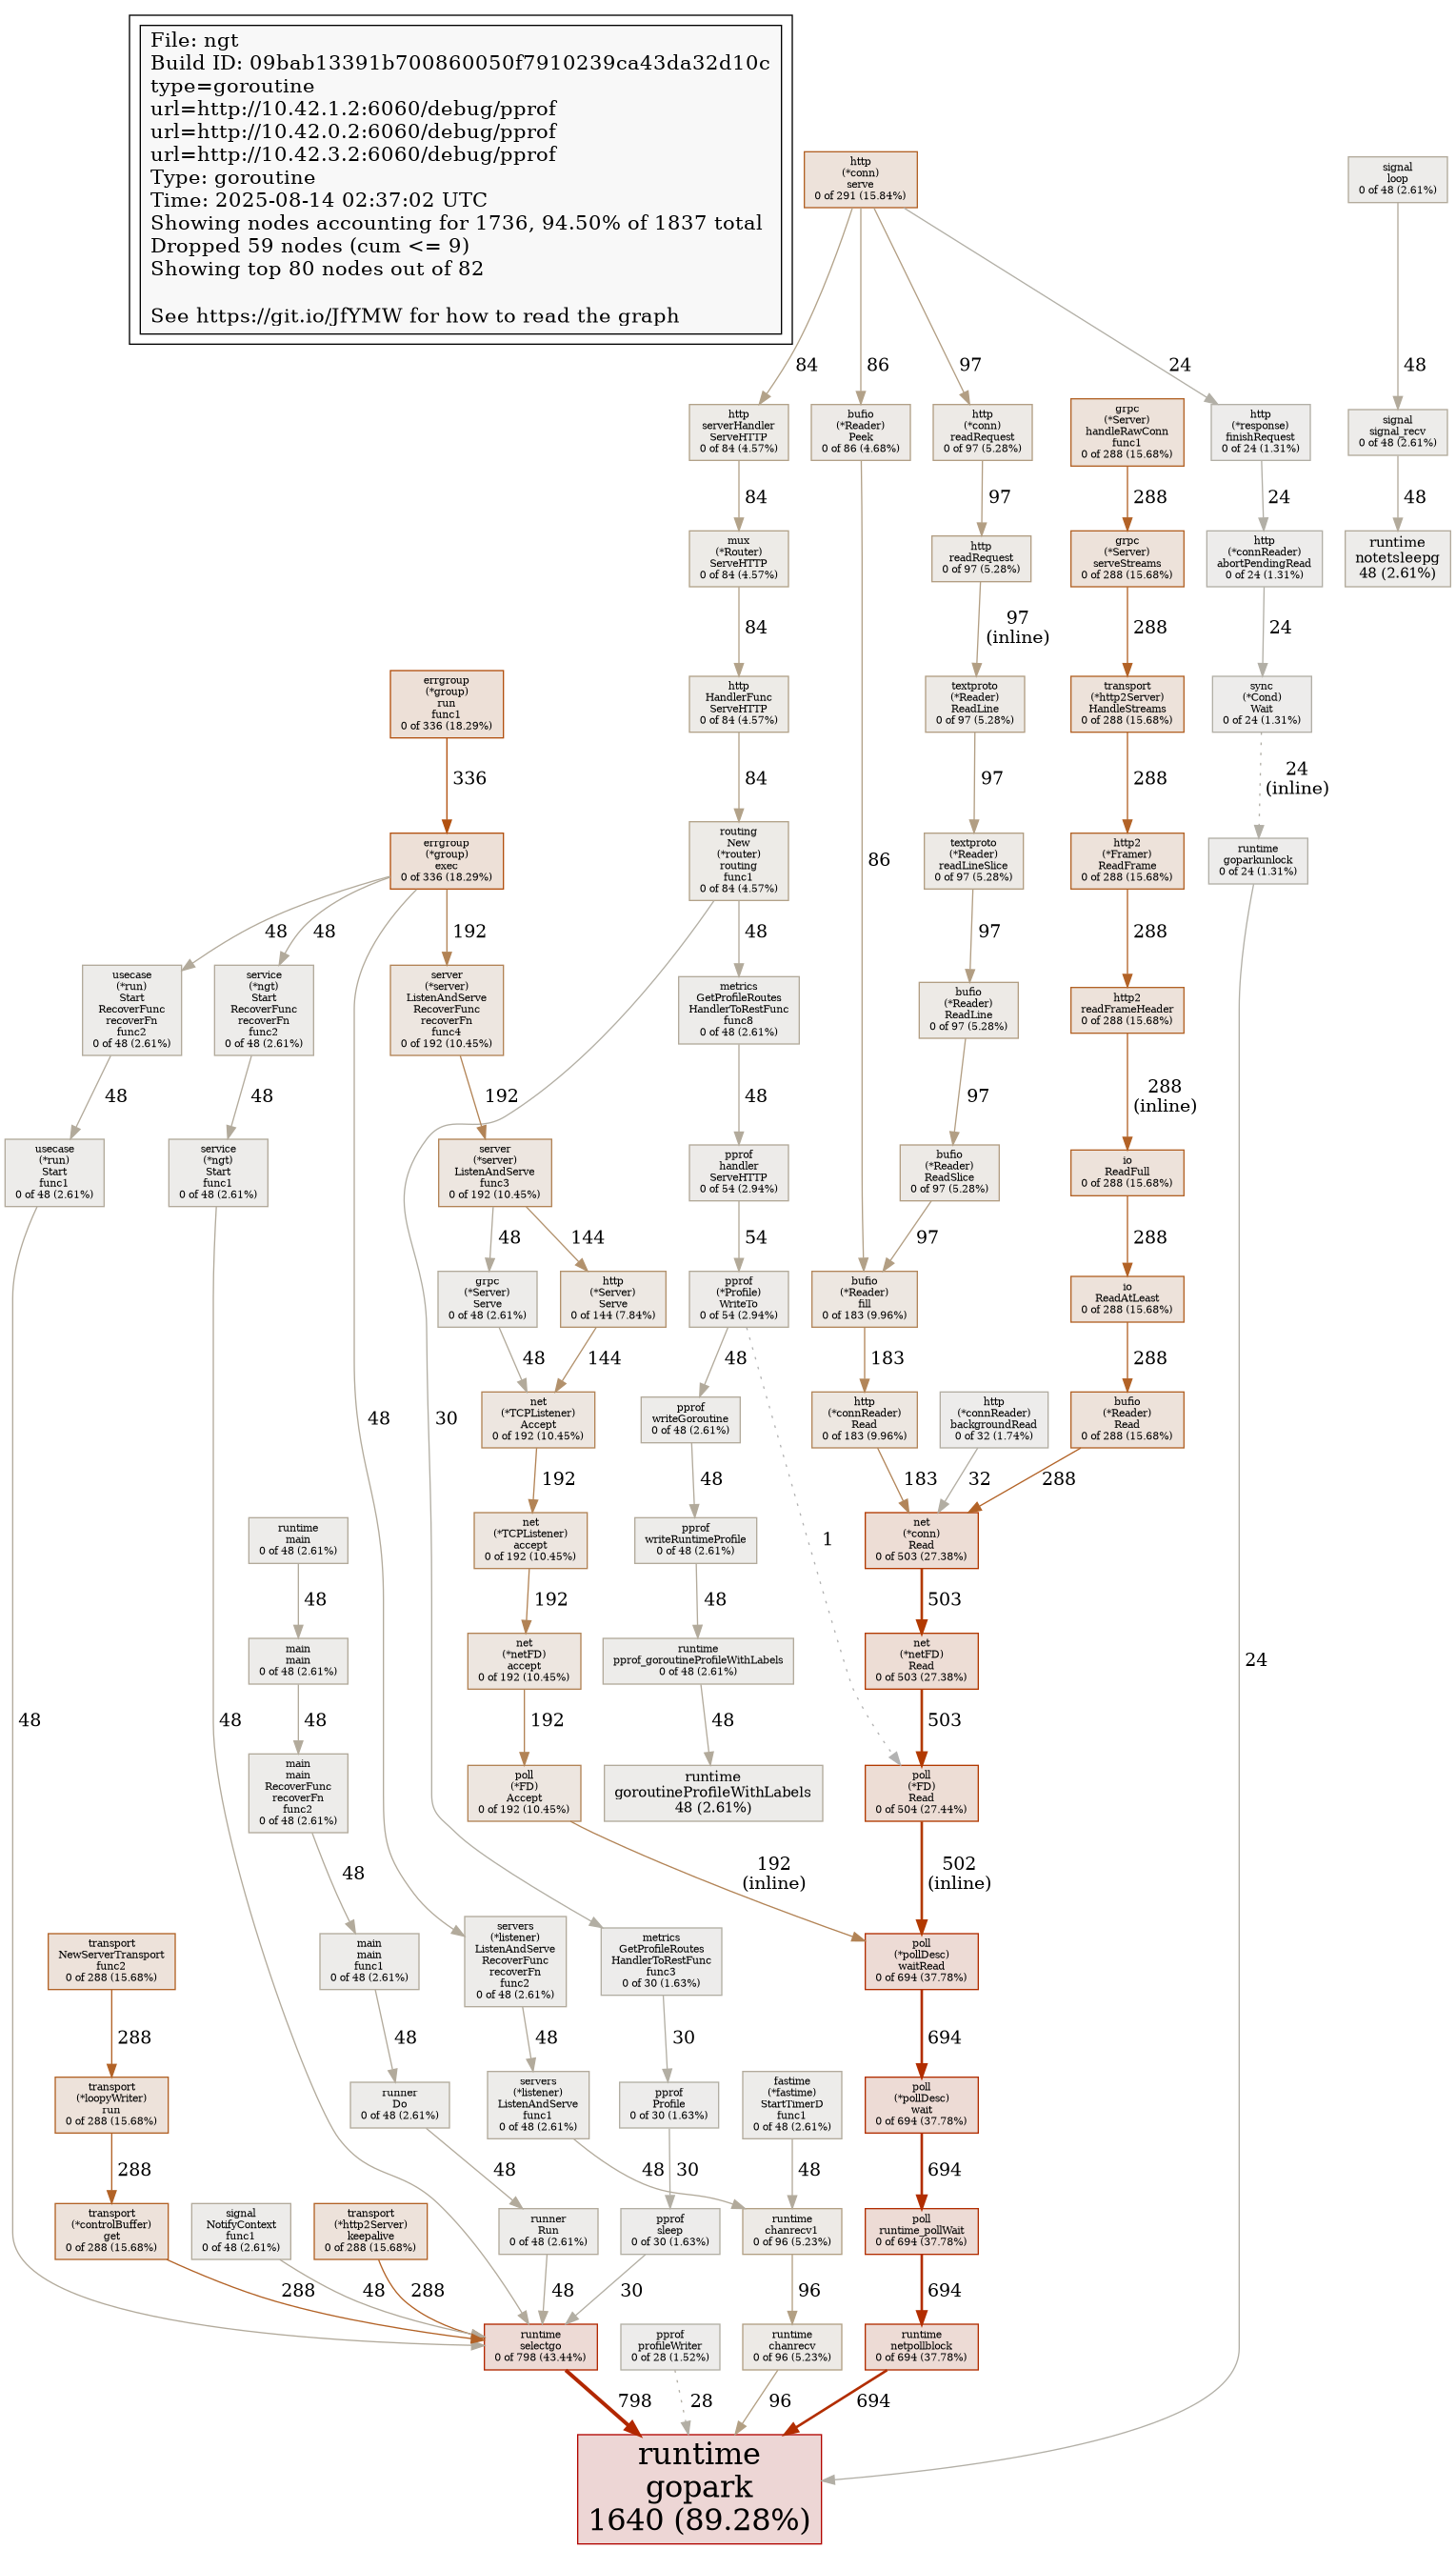 File: ngt
Build ID: 09bab13391b700860050f7910239ca43da32d10c
type=goroutine
url=http://10.42.1.2:6060/debug/pprof
url=http://10.42.0.2:6060/debug/pprof
url=http://10.42.3.2:6060/debug/pprof
Type: goroutine
Time: 2025-08-14 02:37:02 UTC
Showing nodes accounting for 1736, 94.50% of 1837 total
Dropped 59 nodes (cum <= 9)
Showing top 80 nodes out of 82
See https://git.io/JfYMW for how to read the graph
http
(*conn)
serve
0 of 291 (15.84%)
signal
loop
0 of 48 (2.61%)
84
86
97
24
48
http
serverHandler
ServeHTTP
0 of 84 (4.57%)
bufio
(*Reader)
Peek
0 of 86 (4.68%)
http
(*conn)
readRequest
0 of 97 (5.28%)
grpc
(*Server)
handleRawConn
func1
0 of 288 (15.68%)
http
(*response)
finishRequest
0 of 24 (1.31%)
signal
signal_recv
0 of 48 (2.61%)
84
97
288
24
48
mux
(*Router)
ServeHTTP
0 of 84 (4.57%)
http
readRequest
0 of 97 (5.28%)
grpc
(*Server)
serveStreams
0 of 288 (15.68%)
http
(*connReader)
abortPendingRead
0 of 24 (1.31%)
runtime
notetsleepg
48 (2.61%)
84
97
(inline)
288
24
errgroup
(*group)
run
func1
0 of 336 (18.29%)
http
HandlerFunc
ServeHTTP
0 of 84 (4.57%)
textproto
(*Reader)
ReadLine
0 of 97 (5.28%)
transport
(*http2Server)
HandleStreams
0 of 288 (15.68%)
sync
(*Cond)
Wait
0 of 24 (1.31%)
336
84
97
288
24
(inline)
errgroup
(*group)
exec
0 of 336 (18.29%)
routing
New
(*router)
routing
func1
0 of 84 (4.57%)
textproto
(*Reader)
readLineSlice
0 of 97 (5.28%)
http2
(*Framer)
ReadFrame
0 of 288 (15.68%)
runtime
goparkunlock
0 of 24 (1.31%)
86
48
48
192
48
97
288
usecase
(*run)
Start
RecoverFunc
recoverFn
func2
0 of 48 (2.61%)
service
(*ngt)
Start
RecoverFunc
recoverFn
func2
0 of 48 (2.61%)
server
(*server)
ListenAndServe
RecoverFunc
recoverFn
func4
0 of 192 (10.45%)
metrics
GetProfileRoutes
HandlerToRestFunc
func8
0 of 48 (2.61%)
bufio
(*Reader)
ReadLine
0 of 97 (5.28%)
http2
readFrameHeader
0 of 288 (15.68%)
48
48
192
48
97
288
(inline)
usecase
(*run)
Start
func1
0 of 48 (2.61%)
service
(*ngt)
Start
func1
0 of 48 (2.61%)
server
(*server)
ListenAndServe
func3
0 of 192 (10.45%)
pprof
handler
ServeHTTP
0 of 54 (2.94%)
bufio
(*Reader)
ReadSlice
0 of 97 (5.28%)
io
ReadFull
0 of 288 (15.68%)
48
144
54
97
288
grpc
(*Server)
Serve
0 of 48 (2.61%)
http
(*Server)
Serve
0 of 144 (7.84%)
pprof
(*Profile)
WriteTo
0 of 54 (2.94%)
bufio
(*Reader)
fill
0 of 183 (9.96%)
io
ReadAtLeast
0 of 288 (15.68%)
48
144
48
183
288
net
(*TCPListener)
Accept
0 of 192 (10.45%)
pprof
writeGoroutine
0 of 48 (2.61%)
http
(*connReader)
Read
0 of 183 (9.96%)
http
(*connReader)
backgroundRead
0 of 32 (1.74%)
bufio
(*Reader)
Read
0 of 288 (15.68%)
48
30
192
48
183
32
288
runtime
main
0 of 48 (2.61%)
net
(*TCPListener)
accept
0 of 192 (10.45%)
pprof
writeRuntimeProfile
0 of 48 (2.61%)
1
net
(*conn)
Read
0 of 503 (27.38%)
48
192
48
503
main
main
0 of 48 (2.61%)
net
(*netFD)
accept
0 of 192 (10.45%)
runtime
pprof_goroutineProfileWithLabels
0 of 48 (2.61%)
net
(*netFD)
Read
0 of 503 (27.38%)
24
48
48
48
192
48
503
main
main
RecoverFunc
recoverFn
func2
0 of 48 (2.61%)
poll
(*FD)
Accept
0 of 192 (10.45%)
runtime
goroutineProfileWithLabels
48 (2.61%)
poll
(*FD)
Read
0 of 504 (27.44%)
48
192
(inline)
502
(inline)
transport
NewServerTransport
func2
0 of 288 (15.68%)
main
main
func1
0 of 48 (2.61%)
servers
(*listener)
ListenAndServe
RecoverFunc
recoverFn
func2
0 of 48 (2.61%)
metrics
GetProfileRoutes
HandlerToRestFunc
func3
0 of 30 (1.63%)
poll
(*pollDesc)
waitRead
0 of 694 (37.78%)
288
48
48
30
694
transport
(*loopyWriter)
run
0 of 288 (15.68%)
runner
Do
0 of 48 (2.61%)
servers
(*listener)
ListenAndServe
func1
0 of 48 (2.61%)
pprof
Profile
0 of 30 (1.63%)
fastime
(*fastime)
StartTimerD
func1
0 of 48 (2.61%)
poll
(*pollDesc)
wait
0 of 694 (37.78%)
288
48
48
30
48
694
transport
(*controlBuffer)
get
0 of 288 (15.68%)
signal
NotifyContext
func1
0 of 48 (2.61%)
transport
(*http2Server)
keepalive
0 of 288 (15.68%)
runner
Run
0 of 48 (2.61%)
pprof
sleep
0 of 30 (1.63%)
runtime
chanrecv1
0 of 96 (5.23%)
poll
runtime_pollWait
0 of 694 (37.78%)
288
48
288
48
30
96
694
runtime
selectgo
0 of 798 (43.44%)
pprof
profileWriter
0 of 28 (1.52%)
runtime
chanrecv
0 of 96 (5.23%)
runtime
netpollblock
0 of 694 (37.78%)
798
28
96
694
runtime
gopark
1640 (89.28%)